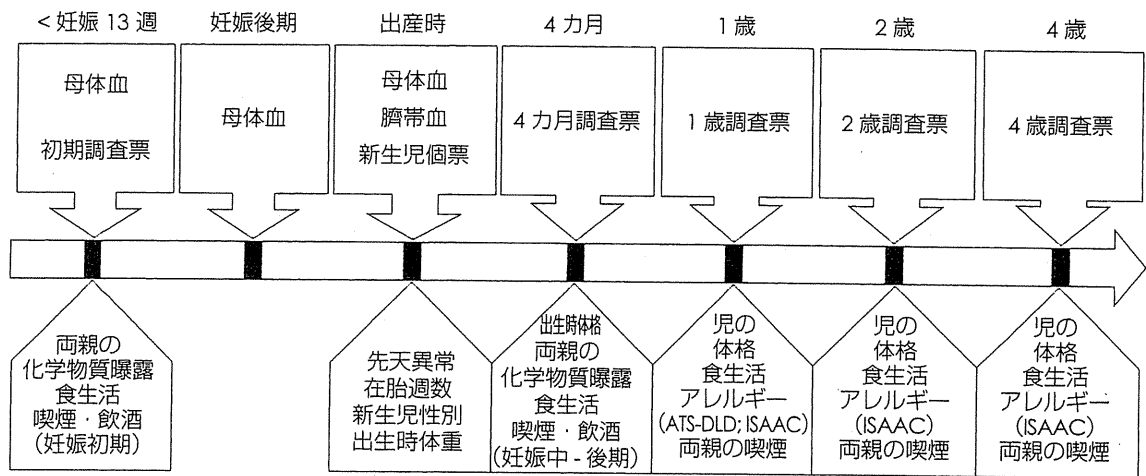 <妊娠13週
妊娠後期
出産時
4カ月
1歳
2歳
4歳
母体血
初期調査票
母体血
母体血
臍帯血
新生児個票
4カ月調査票
1歳調査票
2歳調査票
4歳調査票
両親の
化学物質曝露
食生活
喫煙・飲酒
(妊娠初期)
先天異常
在胎週数
新生児性別
出生時体重
出生時体格
両親の
化学物質曝露
食生活
喫煙・飲酒
(妊娠中-後期)
児の
体格
食生活
アレルギー
(ATS-DLD; ISAAC)
両親の喫煙
児の
体格
食生活
アレルギー
(ISAAC)
両親の喫煙
児の
体格
食生活
アレルギー
(ISAAC)
両親の喫煙